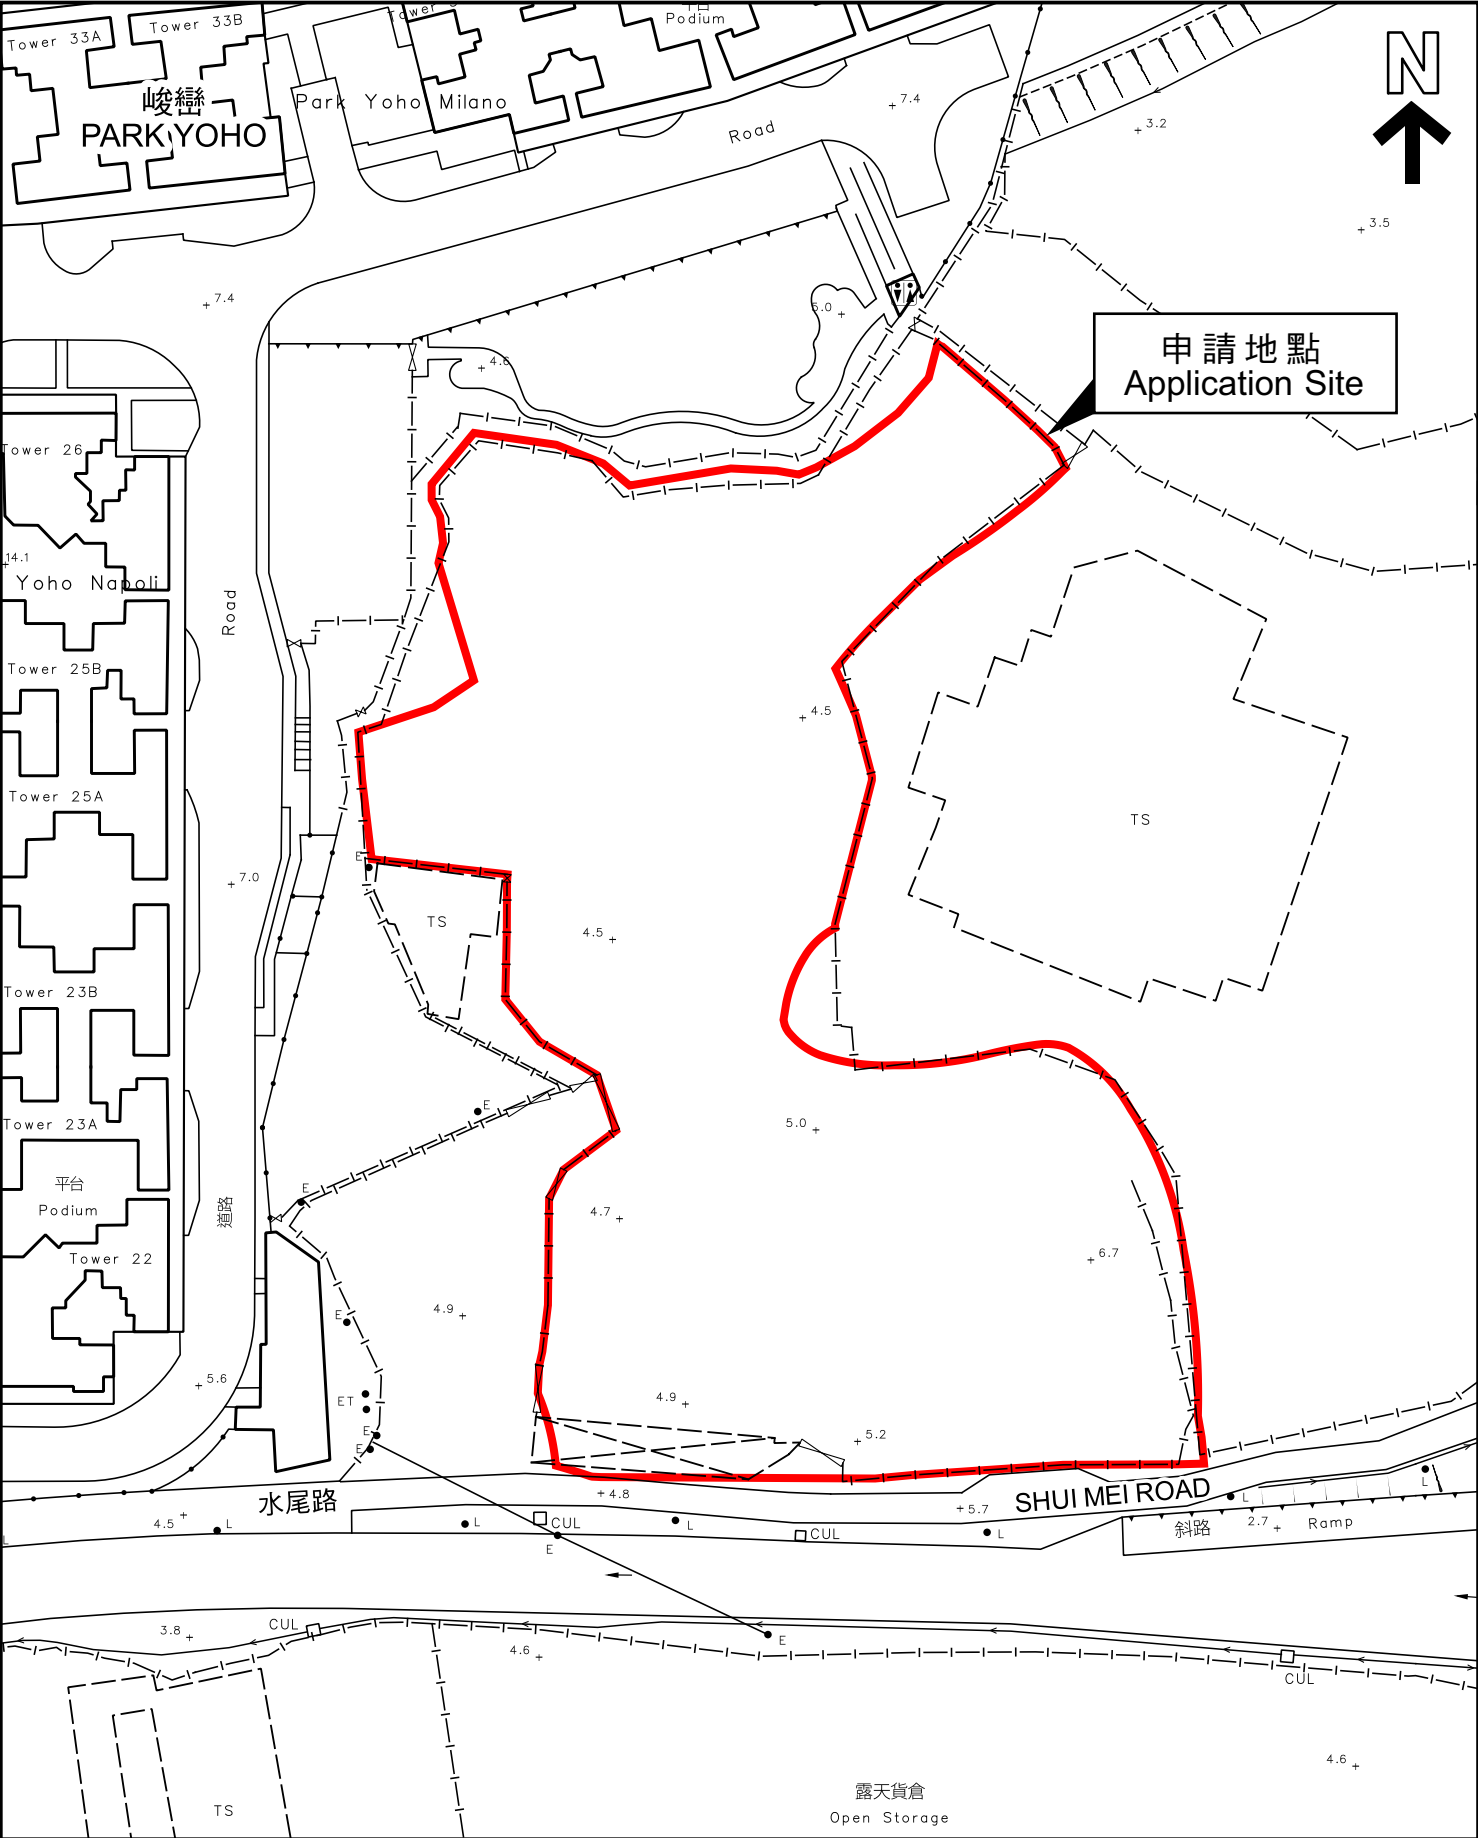 Tower 33A
Tower 33B
平台
Podium
峻巒
PARK YOHO
Park Yoho Milano
Road
7.4
3.2
N
3.5
7.4
5.0
申請地點
Application Site
4.6
Tower 26
14.1
Yoho Napoli
Road
Tower 25B
4.5
Tower 25A
TS
7.0
TS
4.5
Tower 23B
E
Tower 23A
E
5.0
平台
Podium
道路
E
4.7
Tower 22
6.7
4.9
E
5.6
ET
4.9
E
E
5.2
水尾路
4.8
5.7
SHUI MEI ROAD
L
L
4.5
L
L
CUL
L
CUL
L
斜路
2.7
Ramp
L
E
3.8
CUL
4.6
E
CUL
4.6
TS
露天貨倉
Open Storage